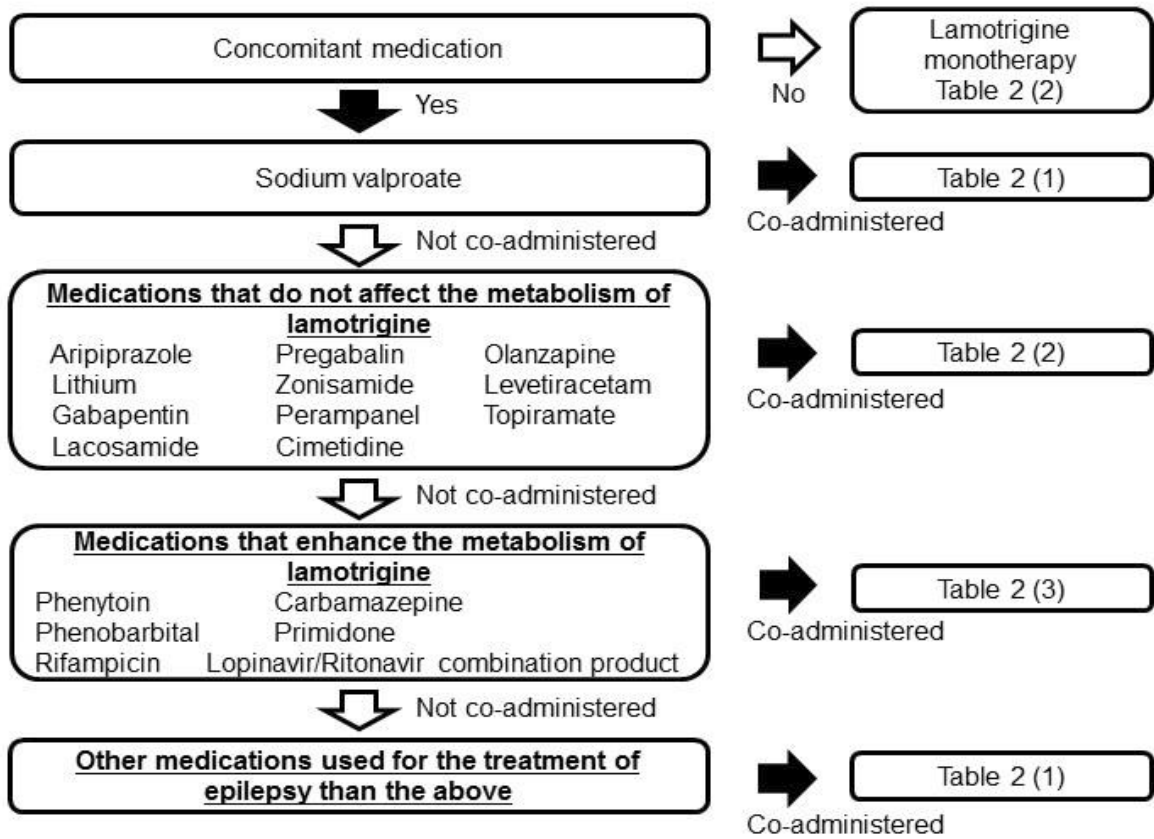 Concomitant medication
No
Lamotrigine
monotherapy
Table 2 (2)
Yes
Sodium valproate
Co-administered
Table 2 (1)
Not co-administered
Medications that do not affect the metabolism of
lamotrigine
Aripiprazole Pregabalin Olanzapine
Lithium Zonisamide Levetiracetam
Gabapentin Perampanel Topiramate
Lacosamide Cimetidine
Co-administered
Table 2 (2)
Not co-administered
Medications that enhance the metabolism of
lamotrigine
Phenytoin Carbamazepine
Phenobarbital Primidone
Rifampicin Lopinavir/Ritonavir combination product
Co-administered
Table 2 (3)
Not co-administered
Other medications used for the treatment of
epilepsy than the above
Co-administered
Table 2 (1)